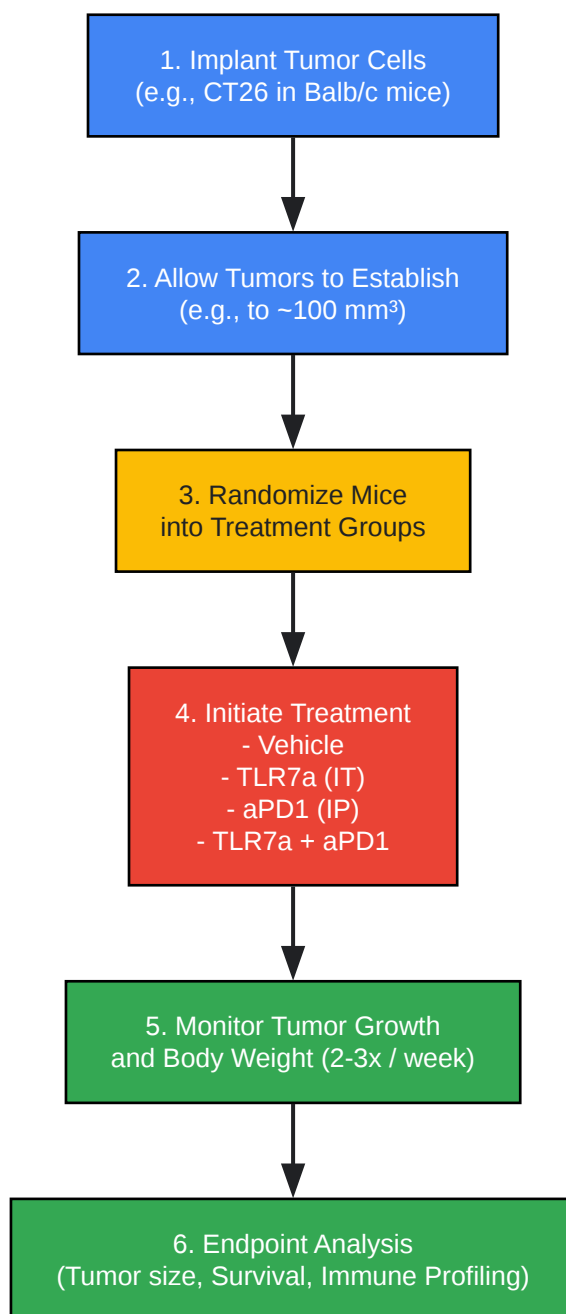 1. Implant Tumor Cells
(e.g., CT26 in Balb/c mice)
2. Allow Tumors to Establish
(e.g., to ~100 mm³)
3. Randomize Mice
into Treatment Groups
4. Initiate Treatment
- Vehicle
- TLR7a (IT)
- aPD1 (IP)
- TLR7a + aPD1
5. Monitor Tumor Growth
and Body Weight (2-3x / week)
6. Endpoint Analysis
(Tumor size, Survival, Immune Profiling)